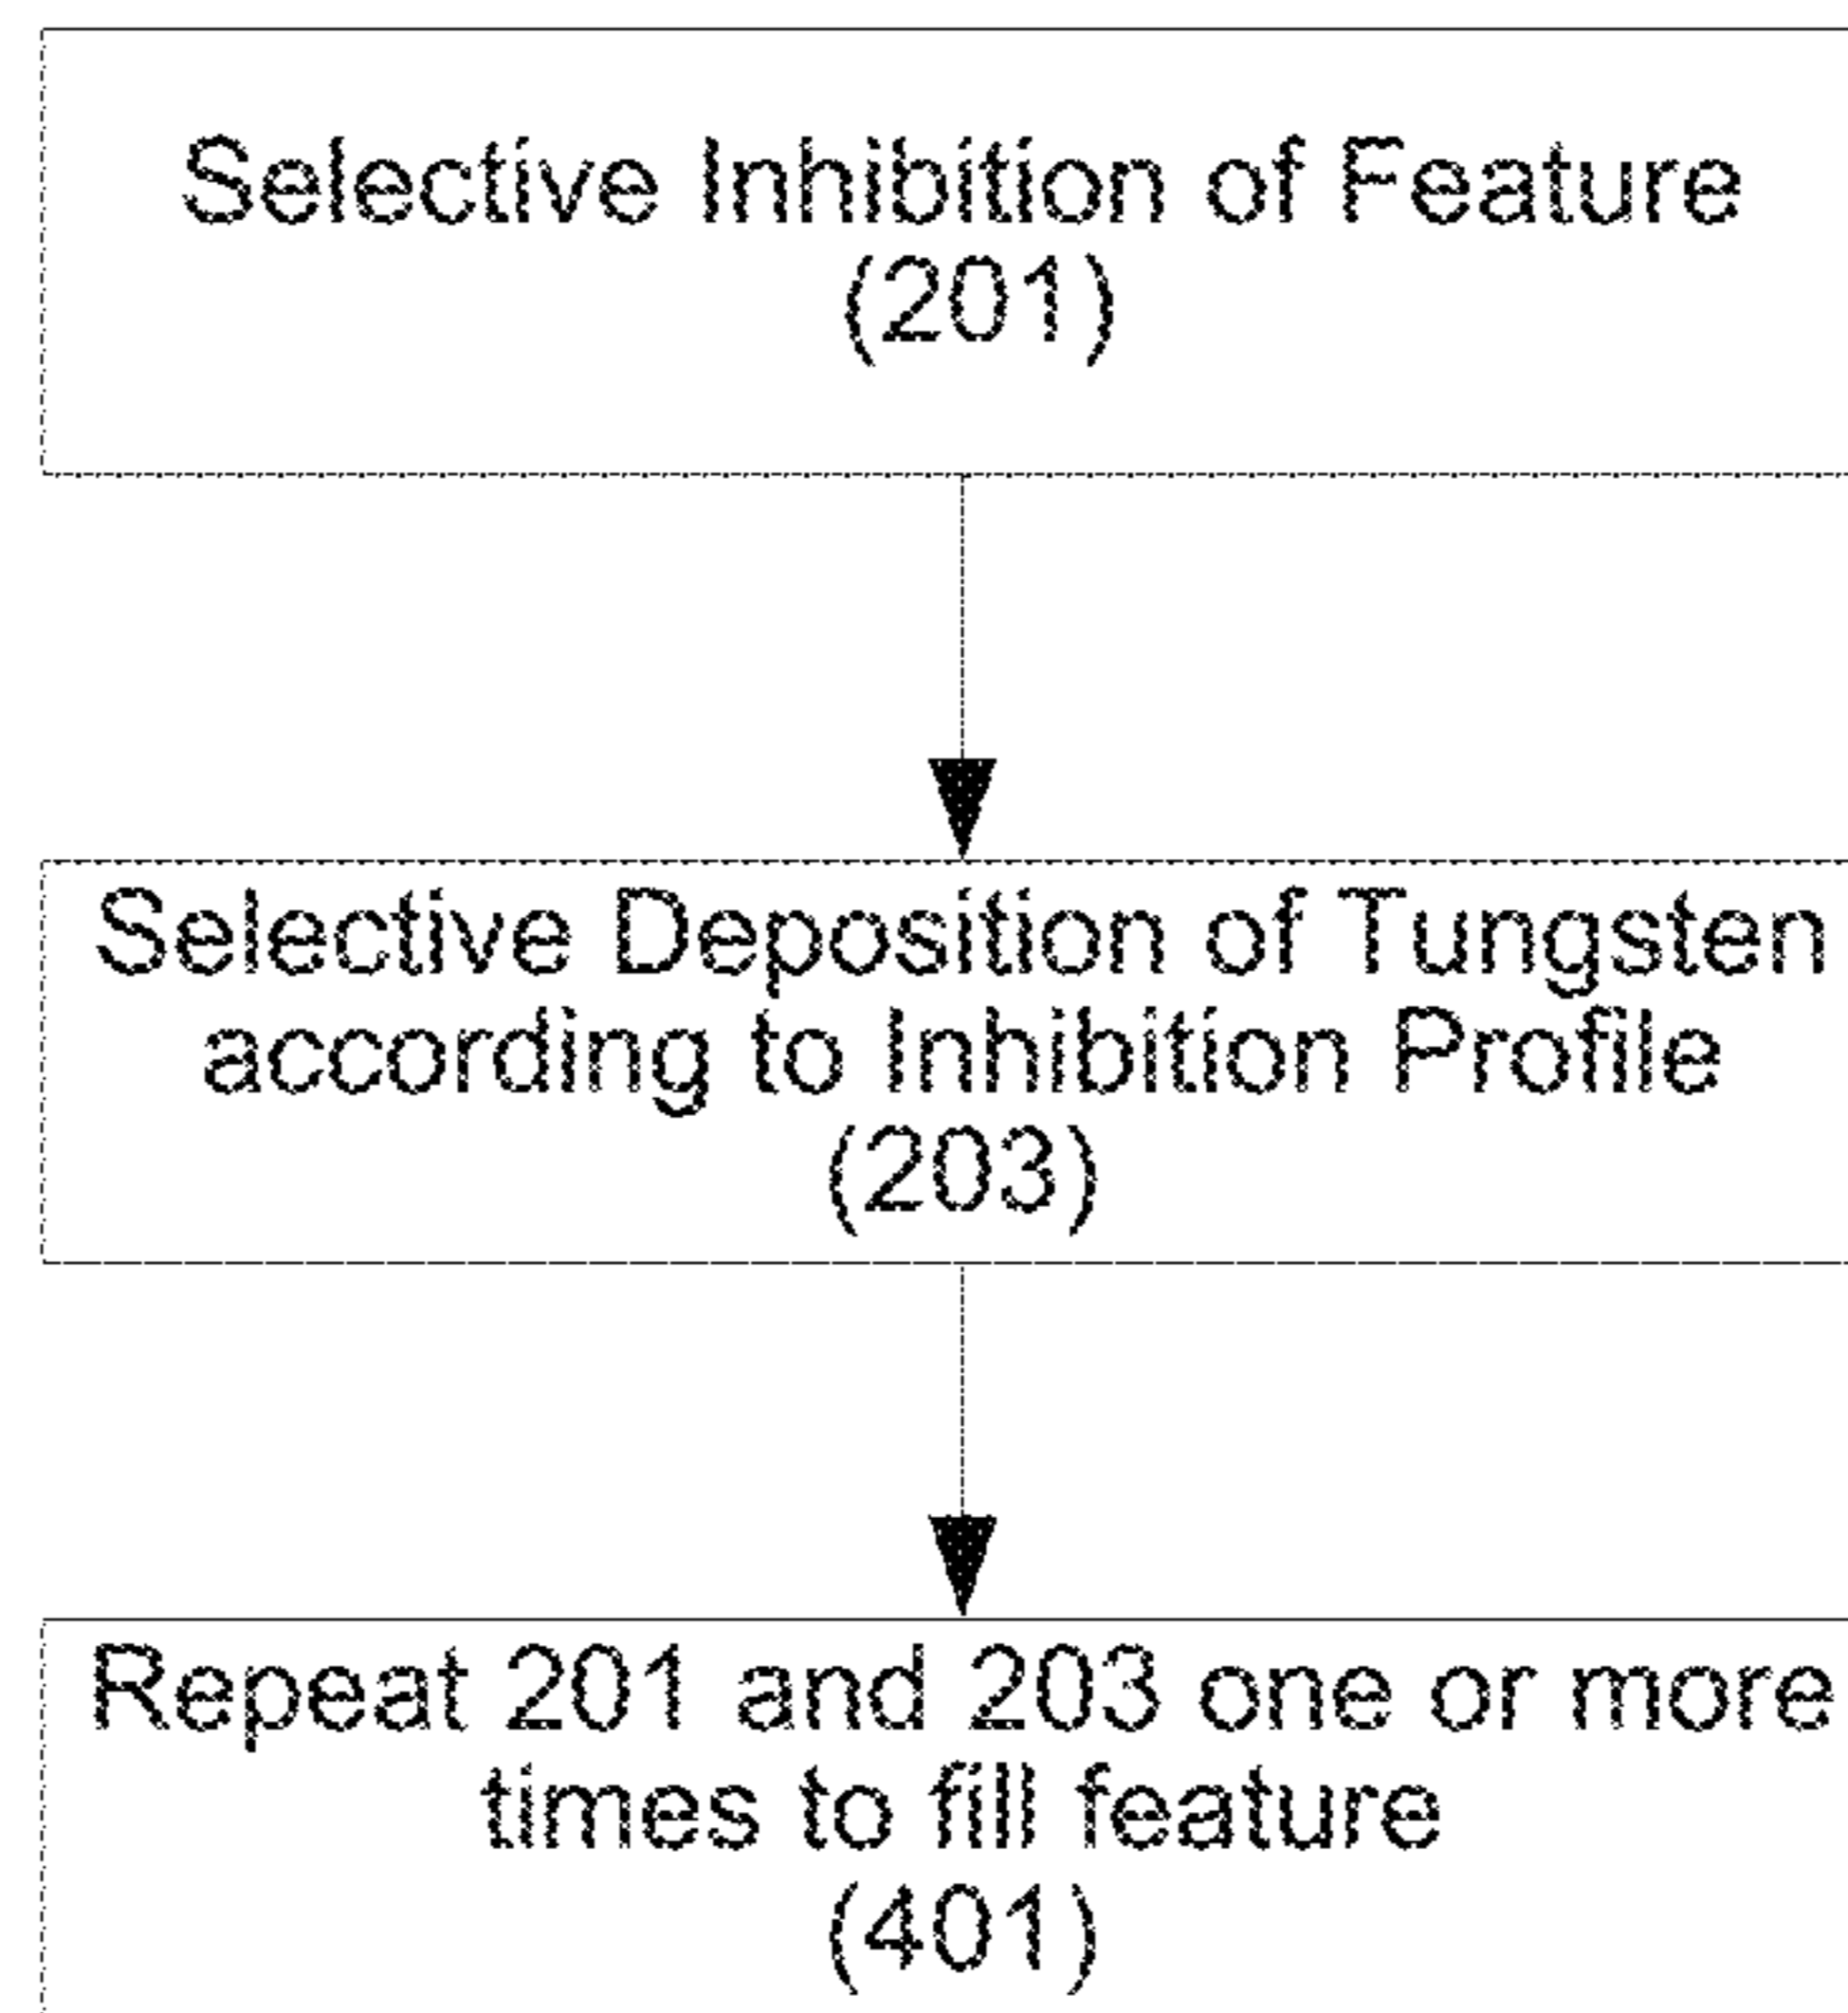 Selective Inhibition of Feature
(201)
Selective Deposition of Tungsten
according to Inhibition Profile
(203)
Repeat 201 and 203 one or more
times to fill feature
(401)